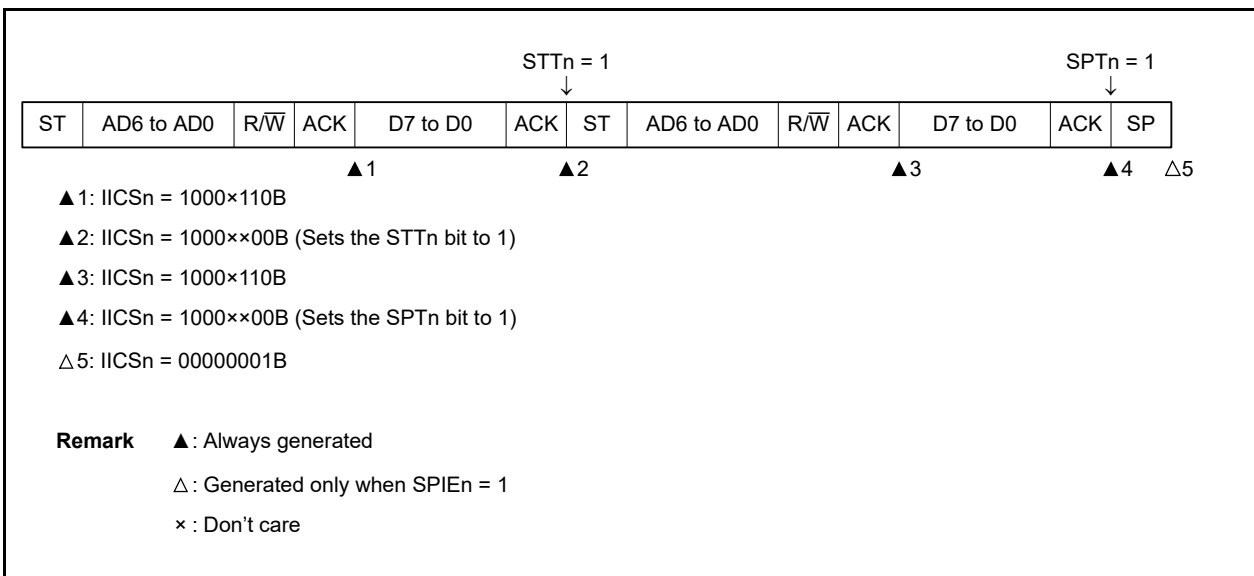 STTn = 1 SPTn = 1
↓ ↓
ST AD6 to AD0 R/W̅ ACK D7 to D0 ACK ST AD6 to AD0 R/W̅ ACK D7 to D0 ACK SP
▲1 ▲2 ▲3 ▲4 △5
▲1: IICSn = 1000×110B
▲2: IICSn = 1000××00B (Sets the STTn bit to 1)
▲3: IICSn = 1000×110B
▲4: IICSn = 1000××00B (Sets the SPTn bit to 1)
△5: IICSn = 00000001B
Remark ▲: Always generated
△: Generated only when SPIEn = 1
×: Don't care